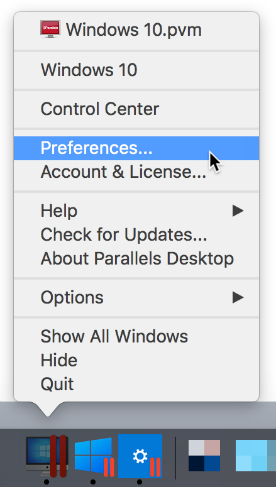 Windows 10.pvm
Windows 10
Control Center
Preferences...
Account & License...
Help
Check for Updates...
About Parallels Desktop
Options
Show All Windows
Hide
Quit